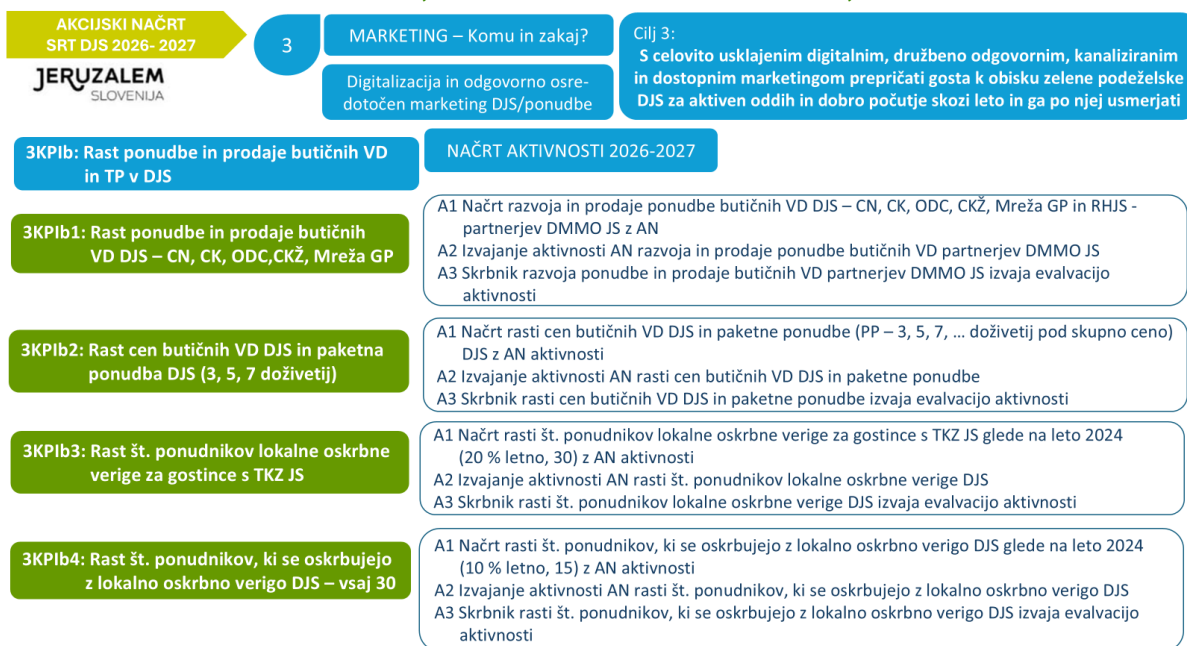 AKCIJSKI NAČRT
SRT DJS 2026- 2027
JERUZALEM
SLOVENIJA
3
MARKETING – Komu in zakaj?
Digitalizacija in odgovorno osre-
dotočen marketing DJS/ponudbe
Cilj 3:
S celovito usklajenim digitalnim, družbeno odgovornim, kanaliziranim
in dostopnim marketingom prepričati gosta k obisku zelene podeželske
DJS za aktiven oddih in dobro počutje skozi leto in ga po njej usmerjati
3KPIb: Rast ponudbe in prodaje butičnih VD
in TP v DJS
NAČRT AKTIVNOSTI 2026-2027
3KPIb1: Rast ponudbe in prodaje butičnih
VD DJS – CN, CK, ODC,CKŽ, Mreža GP
A1 Načrt razvoja in prodaje ponudbe butičnih VD DJS – CN, CK, ODC, CKŽ, Mreža GP in RHJS -
partnerjev DMMO JS z AN
A2 Izvajanje aktivnosti AN razvoja in prodaje ponudbe butičnih VD partnerjev DMMO JS
A3 Skrbnik razvoja ponudbe in prodaje butičnih VD partnerjev DMMO JS izvaja evalvacijo
aktivnosti
3KPIb2: Rast cen butičnih VD DJS in paketna
ponudba DJS (3, 5, 7 doživetij)
A1 Načrt rasti cen butičnih VD DJS in paketne ponudbe (PP – 3, 5, 7, … doživetij pod skupno ceno)
DJS z AN aktivnosti
A2 Izvajanje aktivnosti AN rasti cen butičnih VD DJS in paketne ponudbe
A3 Skrbnik rasti cen butičnih VD DJS in paketne ponudbe izvaja evalvacijo aktivnosti
3KPIb3: Rast št. ponudnikov lokalne oskrbne
verige za gostince s TKZ JS
A1 Načrt rasti št. ponudnikov lokalne oskrbne verige za gostince s TKZ JS glede na leto 2024
(20 % letno, 30) z AN aktivnosti
A2 Izvajanje aktivnosti AN rasti št. ponudnikov lokalne oskrbne verige DJS
A3 Skrbnik rasti št. ponudnikov lokalne oskrbne verige DJS izvaja evalvacijo aktivnosti
3KPIb4: Rast št. ponudnikov, ki se oskrbujejo
z lokalno oskrbno verigo DJS – vsaj 30
A1 Načrt rasti št. ponudnikov, ki se oskrbujejo z lokalno oskrbno verigo DJS glede na leto 2024
(10 % letno, 15) z AN aktivnosti
A2 Izvajanje aktivnosti AN rasti št. ponudnikov, ki se oskrbujejo z lokalno oskrbno verigo DJS
A3 Skrbnik rasti št. ponudnikov, ki se oskrbujejo z lokalno oskrbno verigo DJS izvaja evalvacijo
aktivnosti